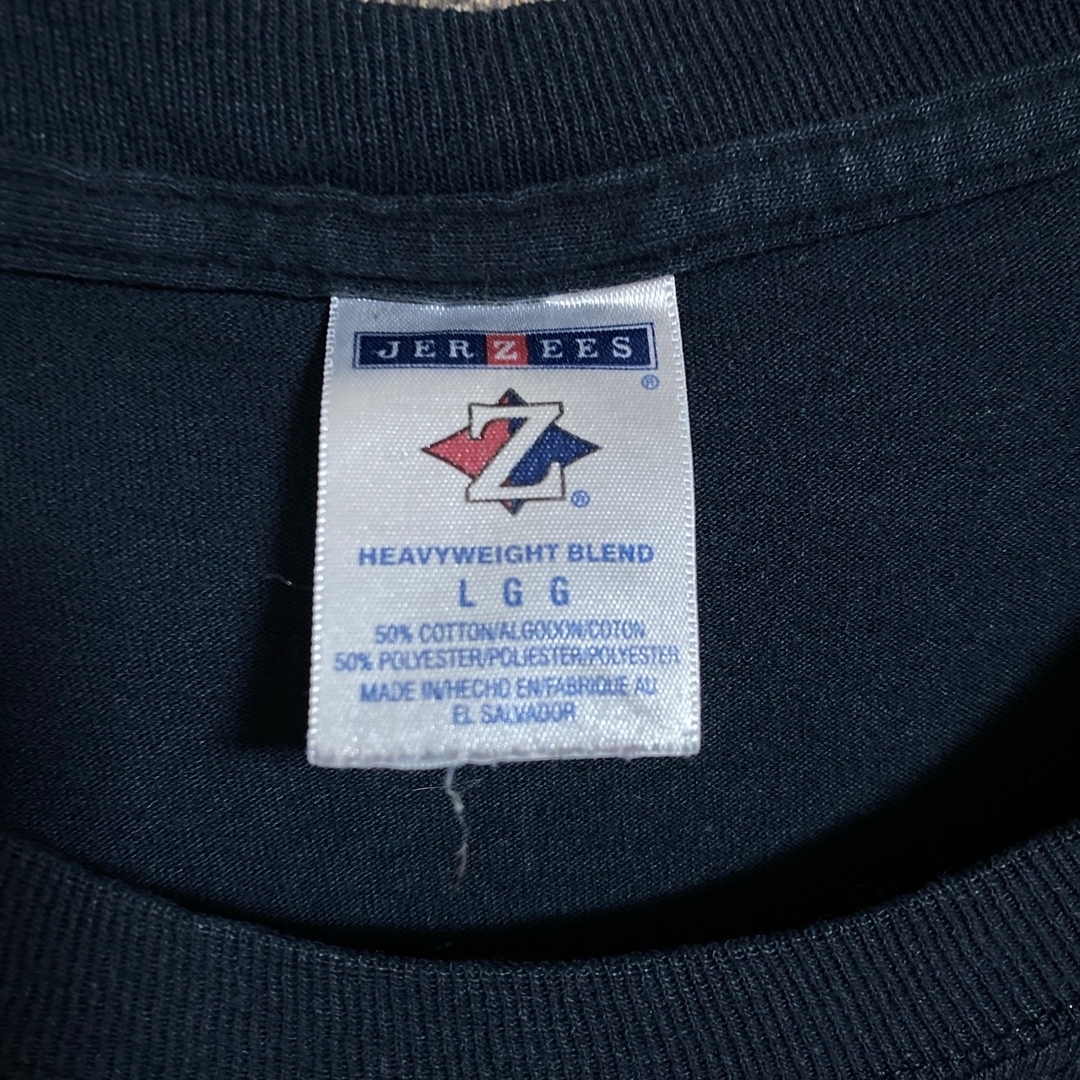 JERZEES
®
Z
®
HEAVYWEIGHT BLEND
L G G
50% COTTON/ALGODON/COTON
50% POLYESTER/POLIESTER/POLYESTER
MADE IN/HECHO EN/FABRIQUE AU
EL SALVADOR